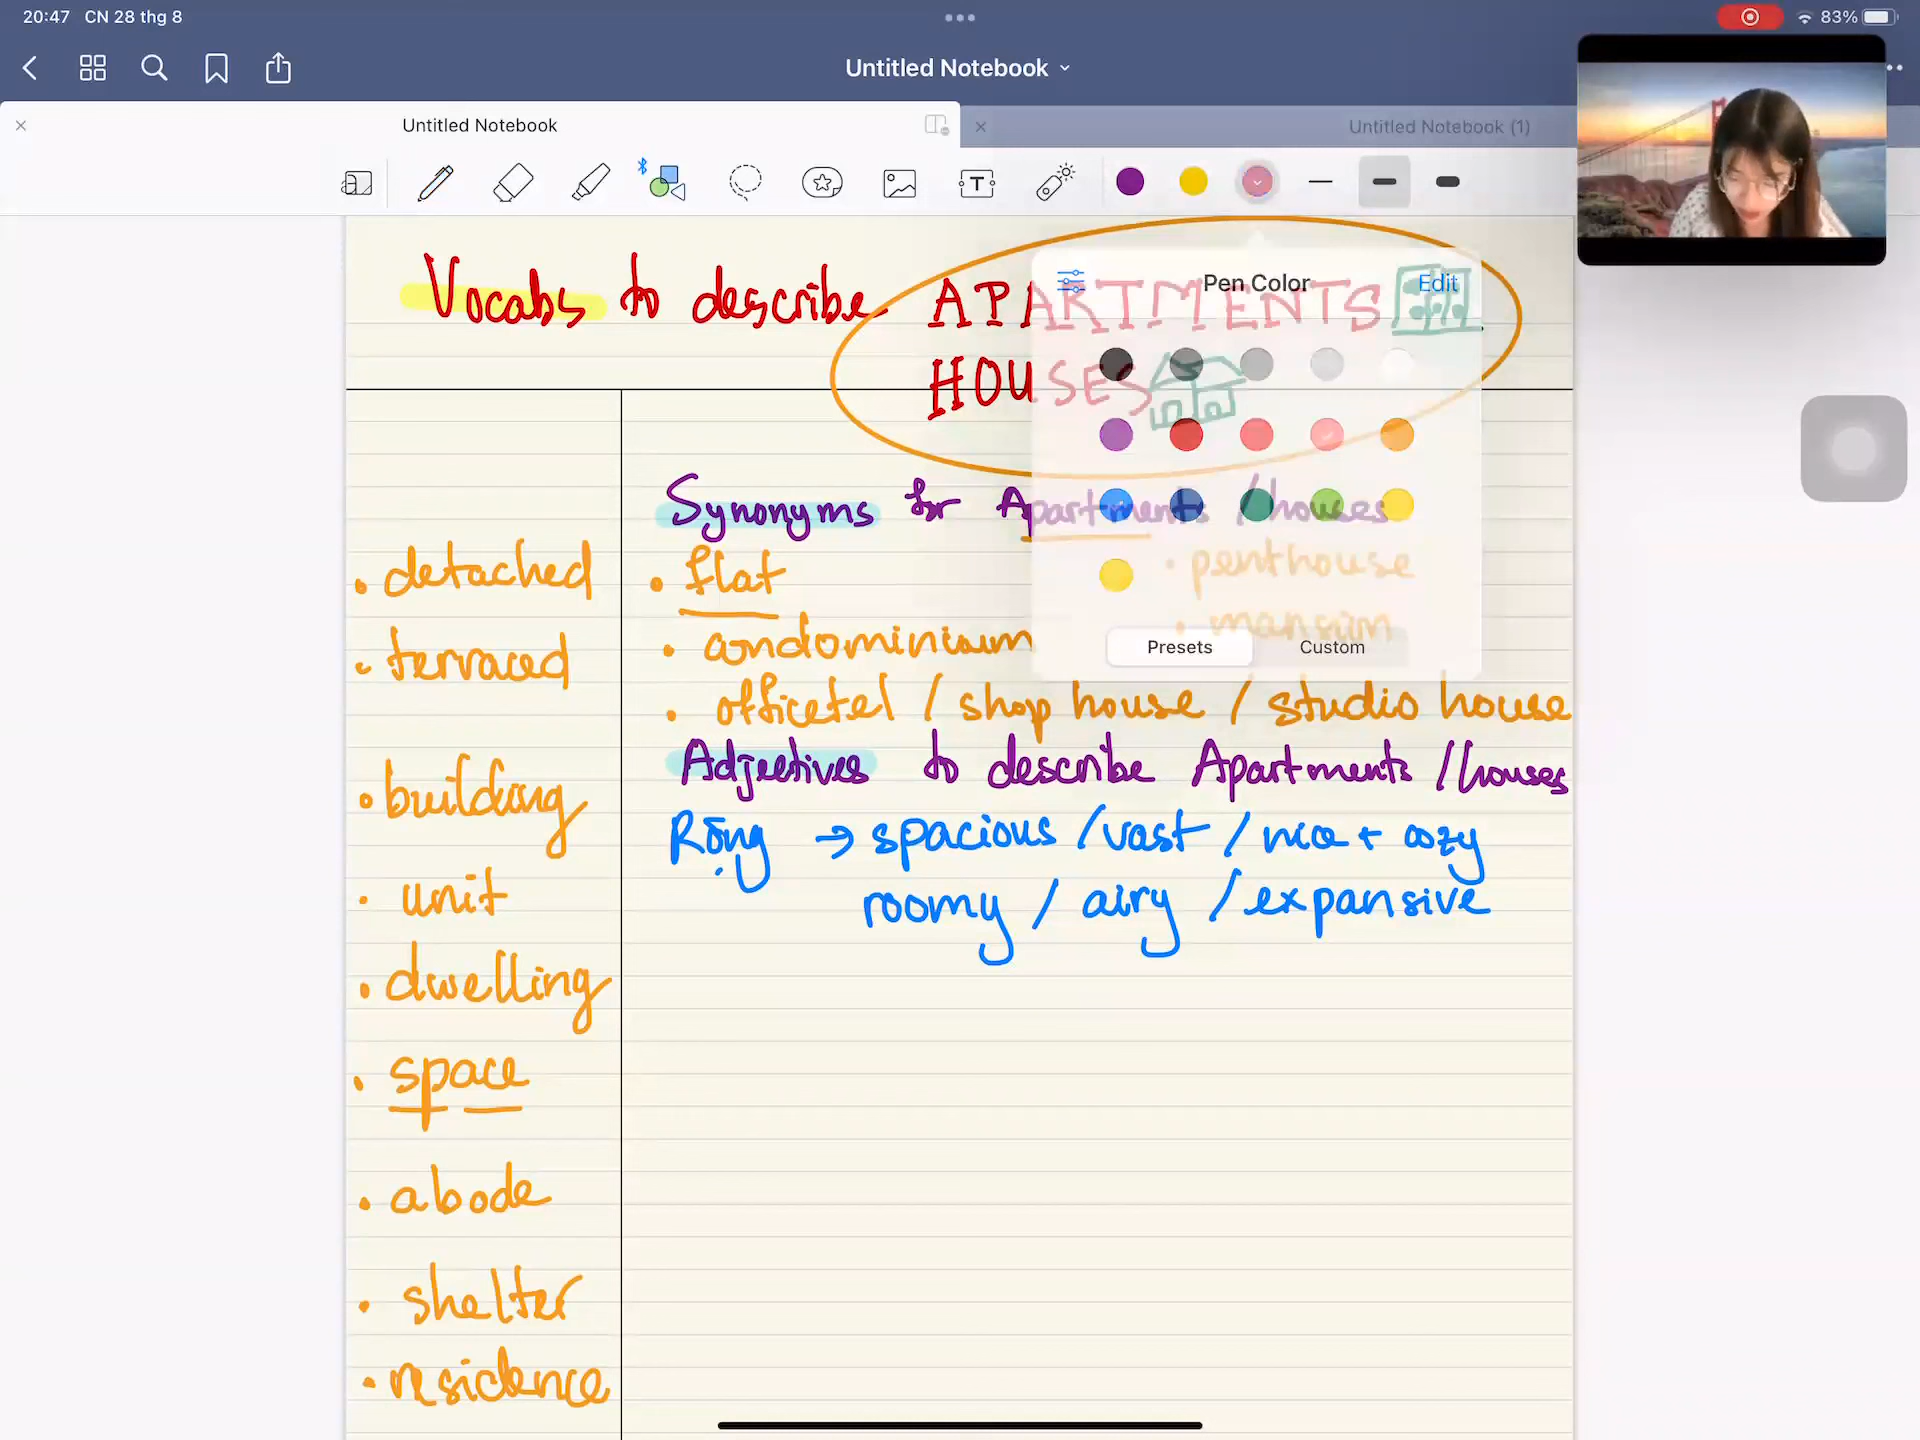 20:47 CN 28 thg 8
83%
Untitled Notebook
Untitled Notebook
Untitled Notebook (1)
Vocabs to describe APARTMENTS
HOUSES
Pen Color
Edit
Presets
Custom
Synonyms for Apartments / houses
• flat
• penthouse
• condominium
• mansion
• officetel / shop house / studio house
Adjectives to describe Apartments / houses
Rộng → spacious / vast / nice + cozy
roomy / airy / expansive
• detached
• terraced
• building
• unit
• dwelling
• space
• abode
• shelter
• residence